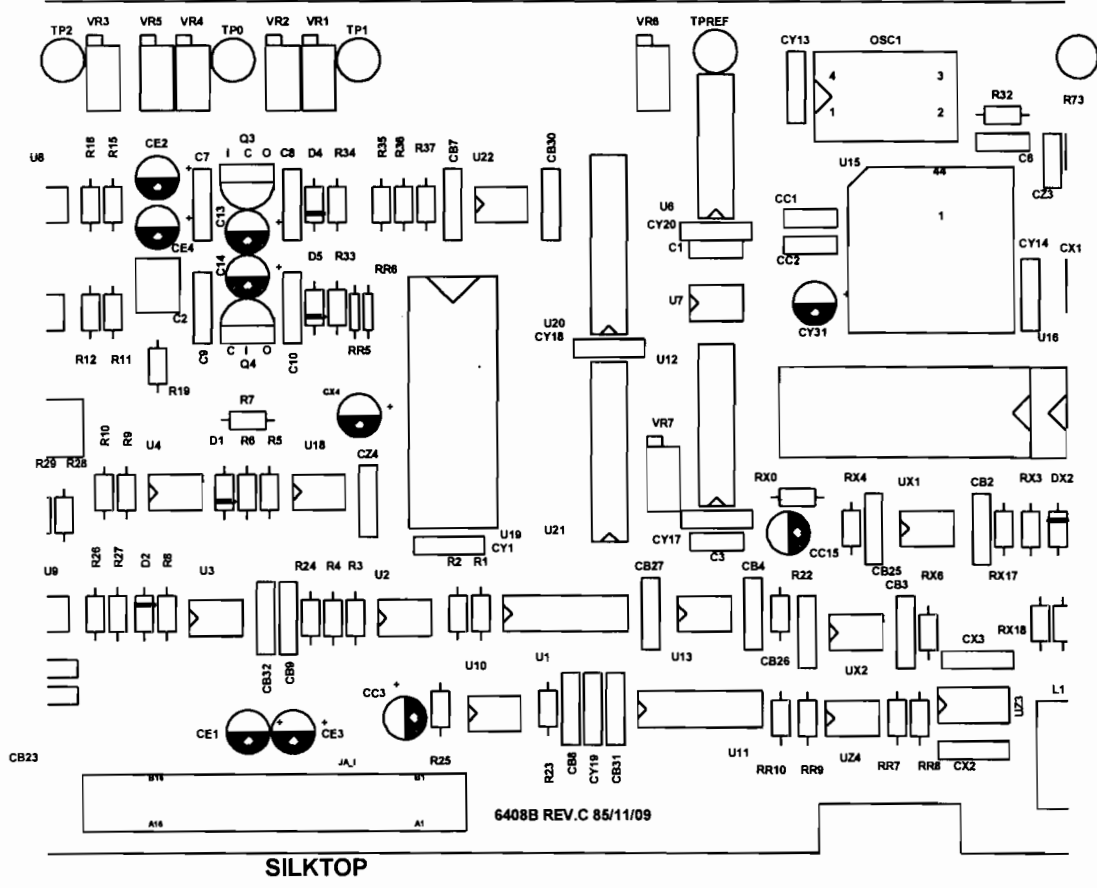 VR3 VR5 VR4 VR2 VR1 VR6 TPREF
TP2 TP0 TP1 CY13 OSC1
4 3
1 2
R32 R73
U8 R16 R15 CE2 C7 Q3 C8 D4 R34 R35 R36 R37 CB7 U22 CB30 U15 C6
I C O
44
CZ3
C13 U6 CC1 1
CY20
CE4 C1 CC2 CY14 CX1
C14 D5 R33 RR6
U7
C2 U20 CY31 U16
CY18
R12 R11 C9 C I O C10 RR5 U12
Q4
R19 CX4
R7
R10 R9 U4 D1 R6 R5 U18 VR7
R29 R28 CZ4 RX0 RX4 UX1 CB2 RX3 DX2
U19 U21
CY1 CY17 C3 CC15
R26 R27 D2 R8 R2 R1
U9 U3 R24 R4 R3 U2 CB27 CB4 R22 CB25 CB3 RX6 RX17
RX18
CB32 CB9 U10 U1 U13 CB26 UX2 CX3
CC3 L1
UZ3
CE1 CE3
CB23 JA_I R25 R23 CB8 CY19 CB31 U11 RR10 RR9 UZ4 RR7 RR8 CX2
B16 B1
A16 A1
6408B REV.C 85/11/09
SILKTOP